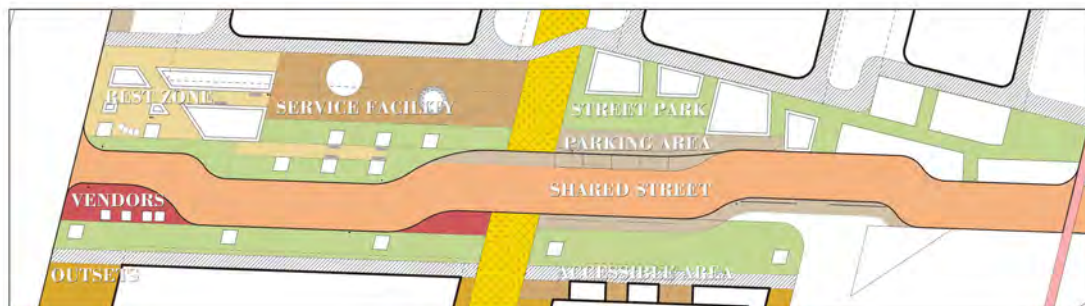 REST ZONE
SERVICE FACILITY
STREET PARK
PARKING AREA
SHARED STREET
VENDORS
OUTSETS
ACCESSIBLE AREA